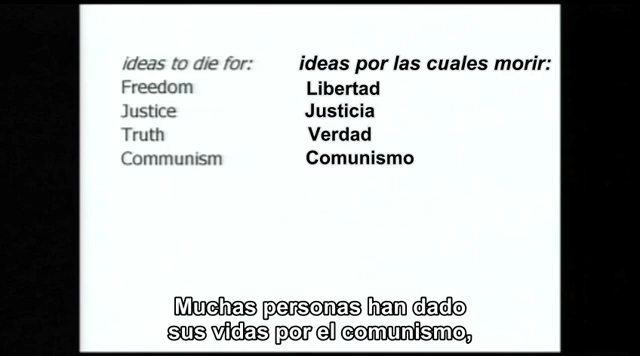 ideas to die for: ideas por las cuales morir:
Freedom Libertad
Justice Justicia
Truth Verdad
Communism Comunismo
Muchas personas han dado
sus vidas por el comunismo,